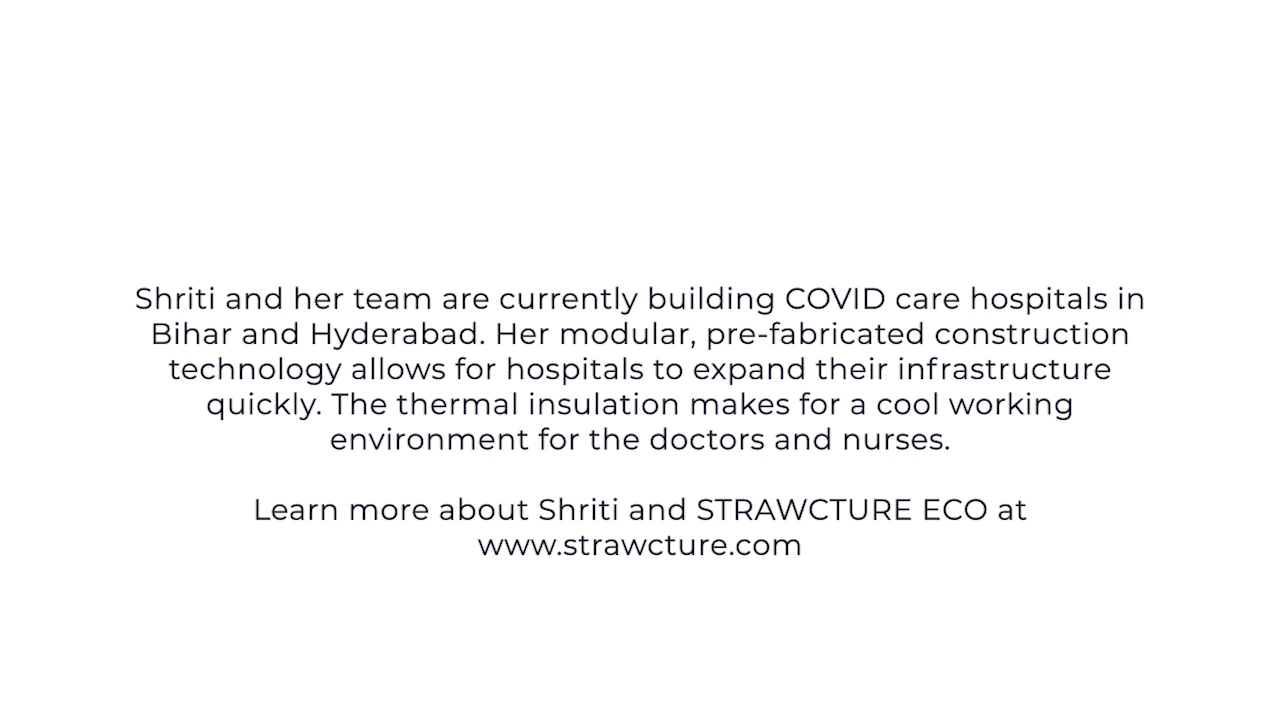 Shriti and her team are currently building COVID care hospitals in
Bihar and Hyderabad. Her modular, pre-fabricated construction
technology allows for hospitals to expand their infrastructure
quickly. The thermal insulation makes for a cool working
environment for the doctors and nurses.
Learn more about Shriti and STRAWCTURE ECO at
www.strawcture.com